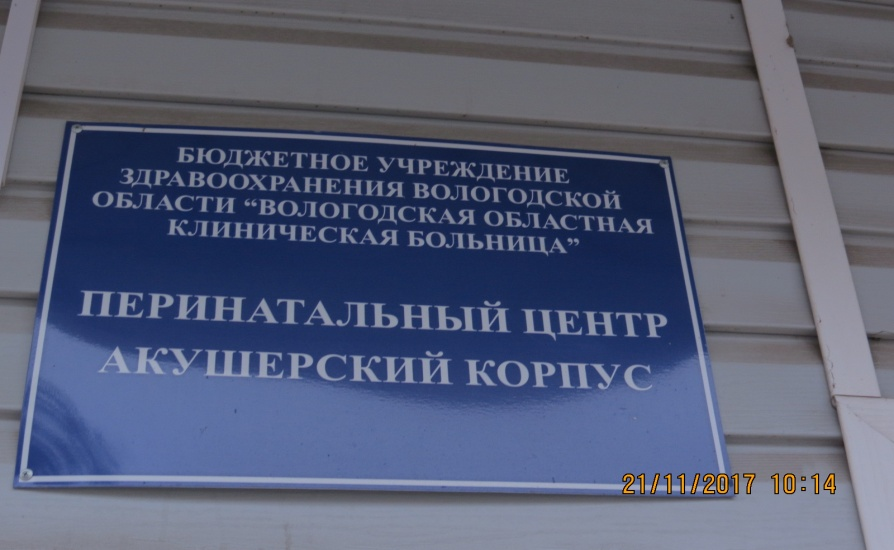 БЮДЖЕТНОЕ УЧРЕЖДЕНИЕ
ЗДРАВООХРАНЕНИЯ ВОЛОГОДСКОЙ
ОБЛАСТИ “ВОЛОГОДСКАЯ ОБЛАСТНАЯ
КЛИНИЧЕСКАЯ БОЛЬНИЦА”
ПЕРИНАТАЛЬНЫЙ ЦЕНТР
АКУШЕРСКИЙ КОРПУС
21/11/2017 10:14